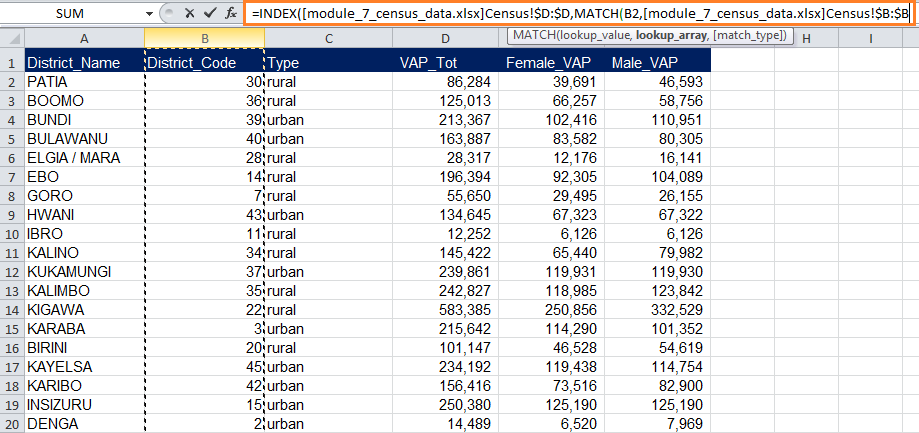 SUM fx =INDEX([module_7_census_data.xlsx]Census!$D:$D,MATCH(B2,[module_7_census_data.xlsx]Census!$B:$B
MATCH(lookup_value, lookup_array, [match_type])
A B C D H I
1 District_Name District_Code Type VAP_Tot Female_VAP Male_VAP
2 PATIA 30 rural 86,284 39,691 46,593
3 BOOMO 36 rural 125,013 66,257 58,756
4 BUNDI 39 urban 213,367 102,416 110,951
5 BULAWANU 40 urban 163,887 83,582 80,305
6 ELGIA / MARA 28 rural 28,317 12,176 16,141
7 EBO 14 rural 196,394 92,305 104,089
8 GORO 7 rural 55,650 29,495 26,155
9 HWANI 43 urban 134,645 67,323 67,322
10 IBRO 11 rural 12,252 6,126 6,126
11 KALINO 34 rural 145,422 65,440 79,982
12 KUKAMUNGI 37 urban 239,861 119,931 119,930
13 KALIMBO 35 rural 242,827 118,985 123,842
14 KIGAWA 22 rural 583,385 250,856 332,529
15 KARABA 3 urban 215,642 114,290 101,352
16 BIRINI 20 rural 101,147 46,528 54,619
17 KAYELSA 45 urban 234,192 119,438 114,754
18 KARIBO 42 urban 156,416 73,516 82,900
19 INSIZURU 15 urban 250,380 125,190 125,190
20 DENGA 2 urban 14,489 6,520 7,969